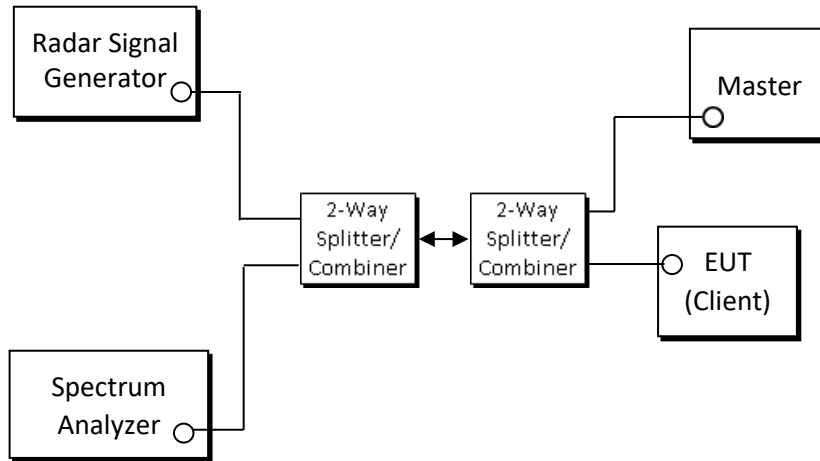 Radar Signal
Generator
Master
2-Way
Splitter/
Combiner
2-Way
Splitter/
Combiner
EUT
(Client)
Spectrum
Analyzer